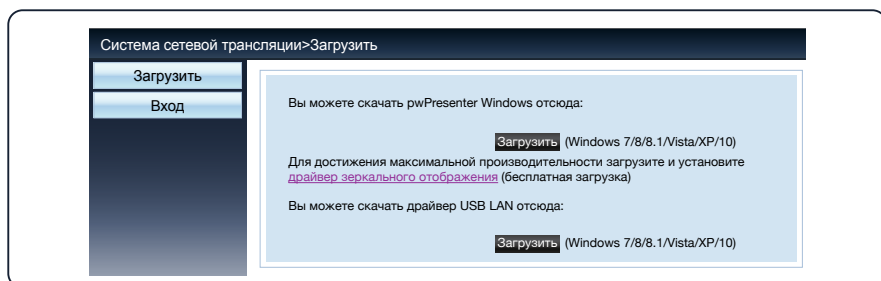 Система сетевой трансляции>Загрузить
Загрузить
Вход
Вы можете скачать pwPresenter Windows отсюда:
Загрузить (Windows 7/8/8.1/Vista/XP/10)
Для достижения максимальной производительности загрузите и установите
драйвер зеркального отображения (бесплатная загрузка)
Вы можете скачать драйвер USB LAN отсюда:
Загрузить (Windows 7/8/8.1/Vista/XP/10)